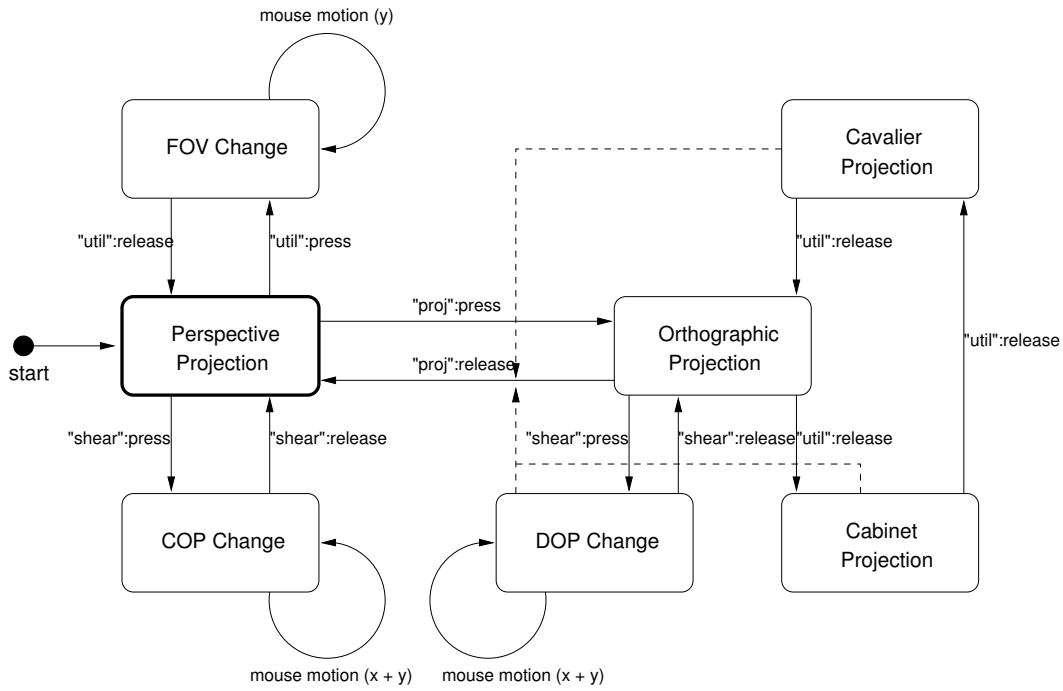 mouse motion (y)
FOV Change
Cavalier
Projection
"util":release
"util":press
"util":release
"proj":press
Perspective
Projection
Orthographic
Projection
start
"proj":release
"util":release
"shear":press
"shear":release
"shear":press
"shear":release
"util":release
COP Change
DOP Change
Cabinet
Projection
mouse motion (x + y)
mouse motion (x + y)